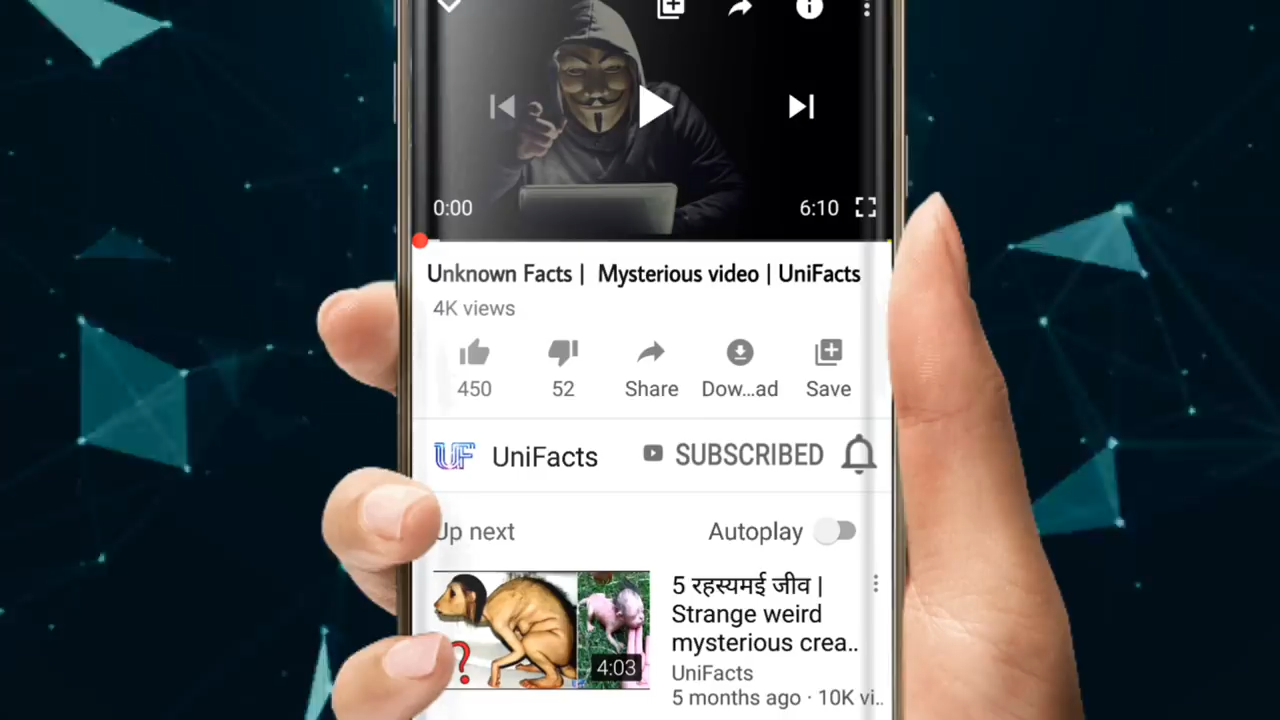 0:00
6:10
Unknown Facts | Mysterious video | UniFacts
4K views
450
52
Share
Dow...ad
Save
UF
UniFacts
SUBSCRIBED
Up next
Autoplay
5 रहस्यमई जीव |
Strange weird
mysterious crea..
?
4:03
UniFacts
5 months ago · 10K vi..